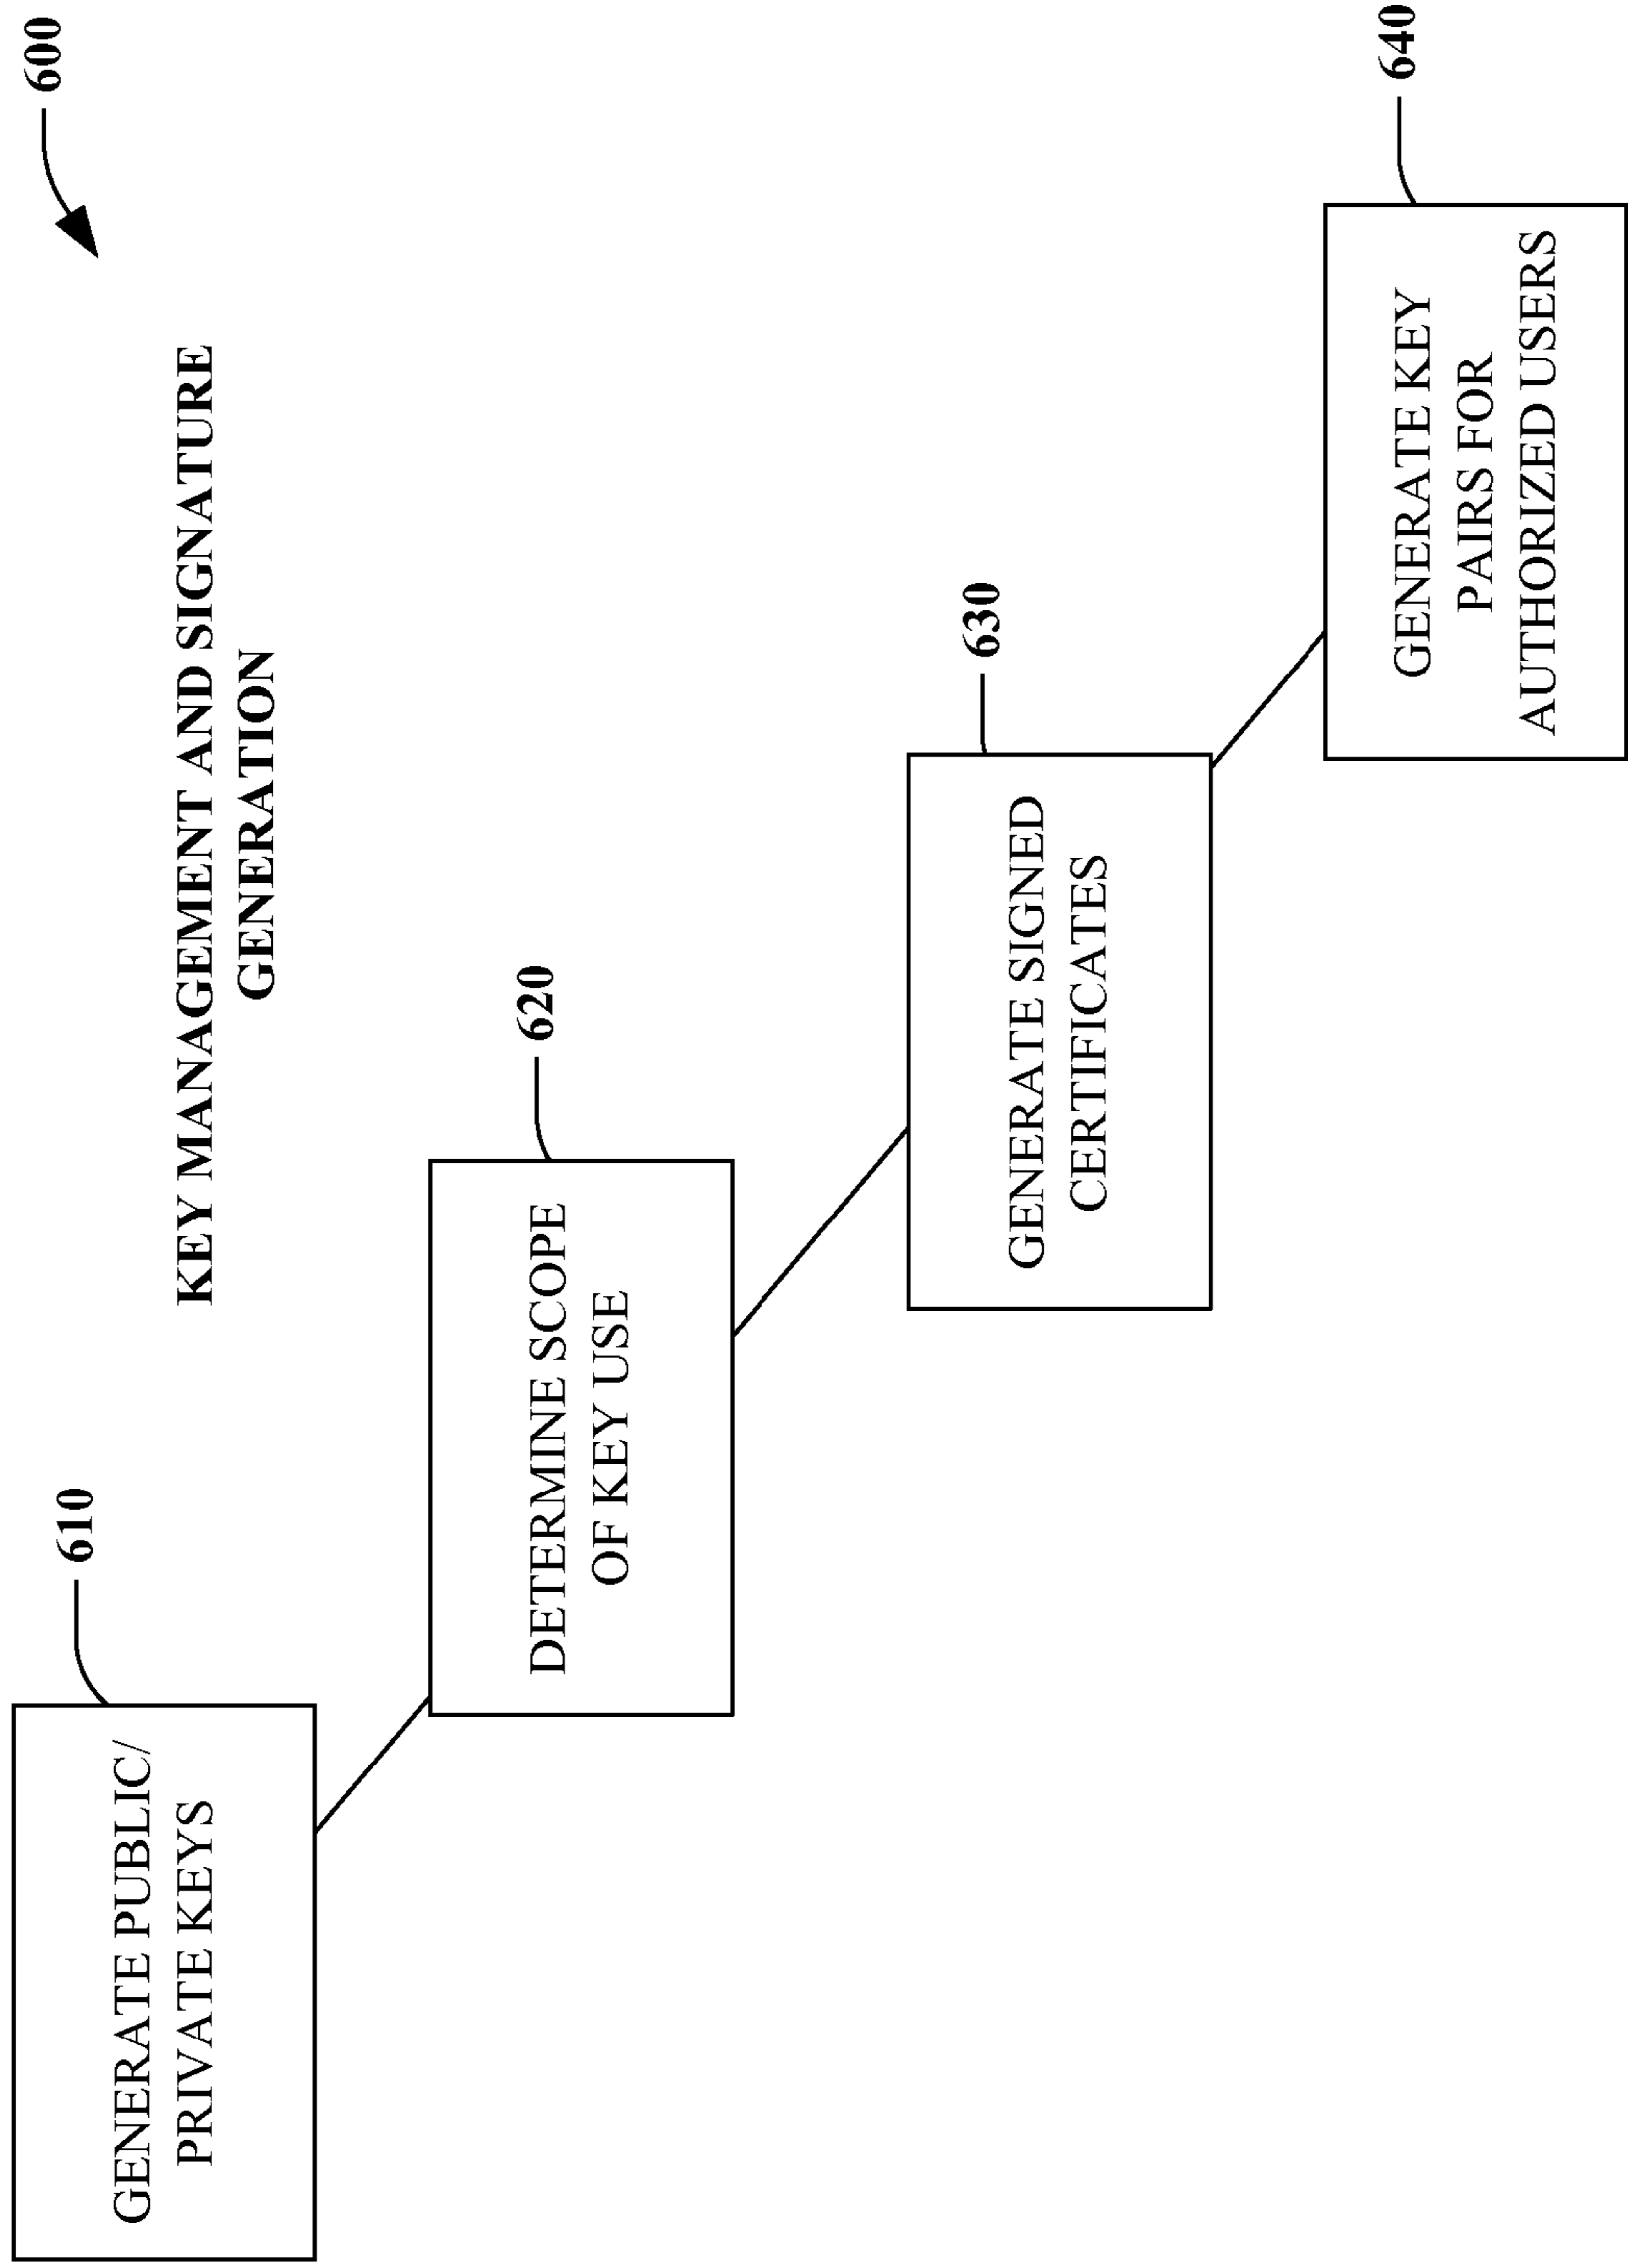 600
KEY MANAGEMENT AND SIGNATURE
GENERATION
610
GENERATE PUBLIC/
PRIVATE KEYS
620
DETERMINE SCOPE
OF KEY USE
630
GENERATE SIGNED
CERTIFICATES
640
GENERATE KEY
PAIRS FOR
AUTHORIZED USERS